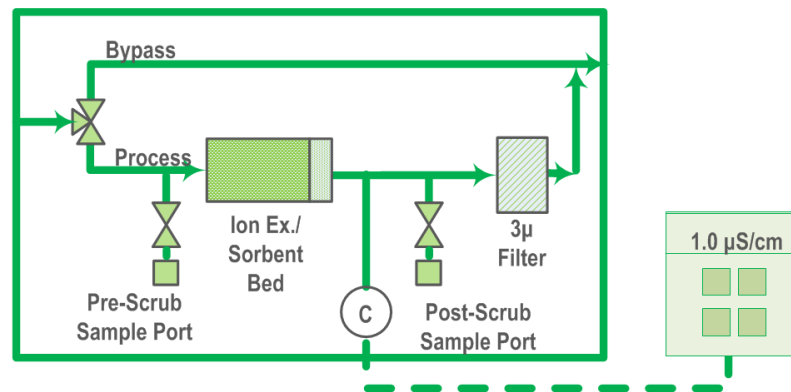 Bypass
Process
Ion Ex./
Sorbent
Bed
3µ
Filter
1.0 µS/cm
Pre-Scrub
Sample Port
C
Post-Scrub
Sample Port